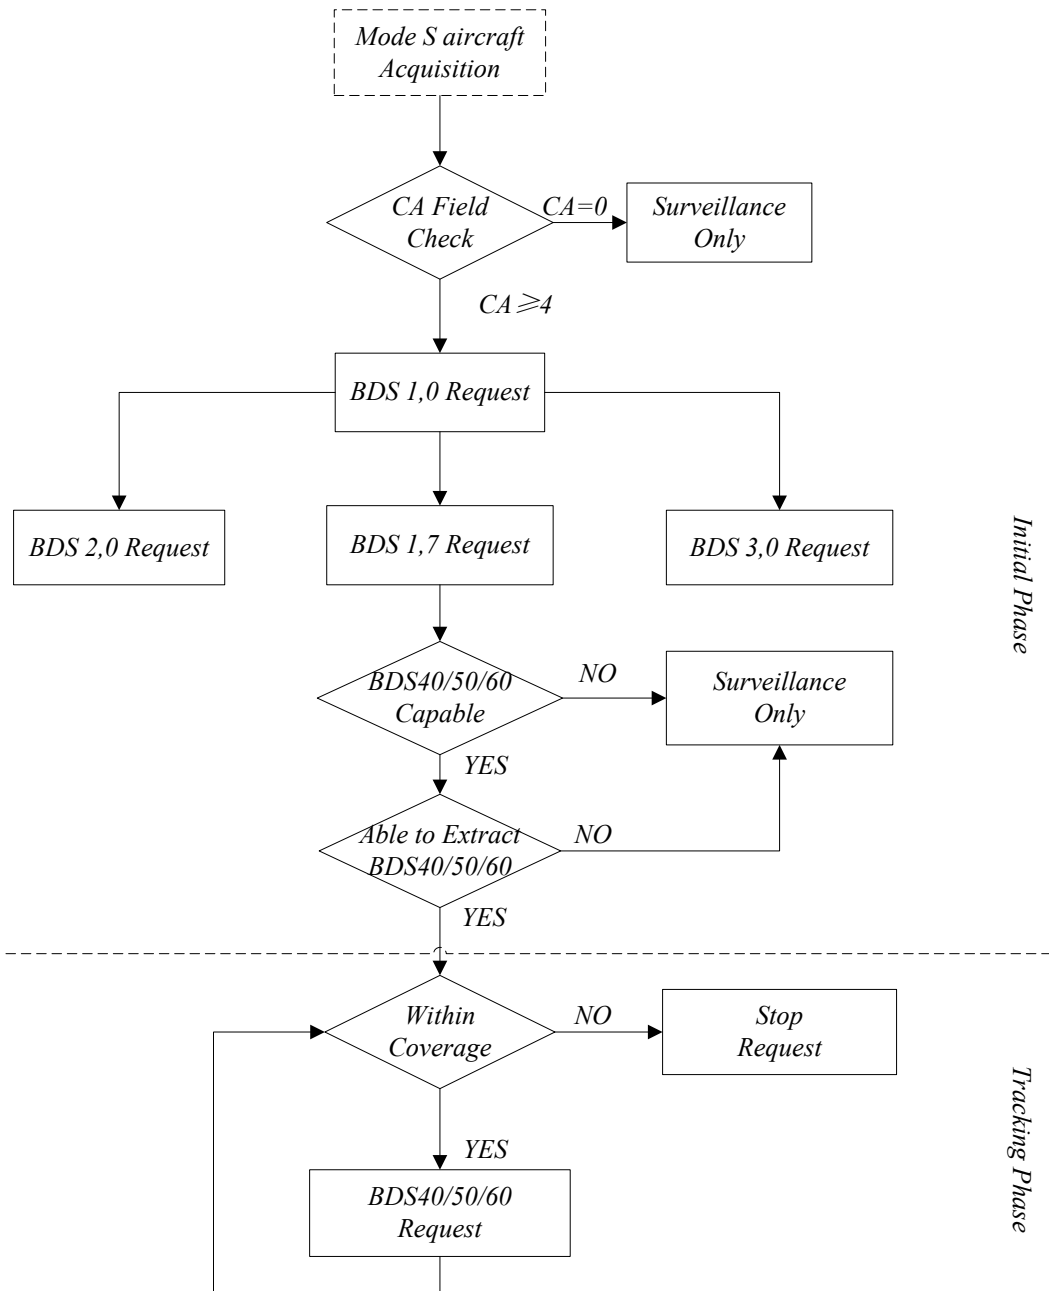 Mode S aircraft
Acquisition
CA Field
Check
CA=0
Surveillance
Only
CA≥4
BDS 1,0 Request
BDS 2,0 Request
BDS 1,7 Request
BDS 3,0 Request
Initial Phase
BDS40/50/60
Capable
NO
Surveillance
Only
YES
Able to Extract
BDS40/50/60
NO
YES
Within
Coverage
NO
Stop
Request
Tracking Phase
YES
BDS40/50/60
Request